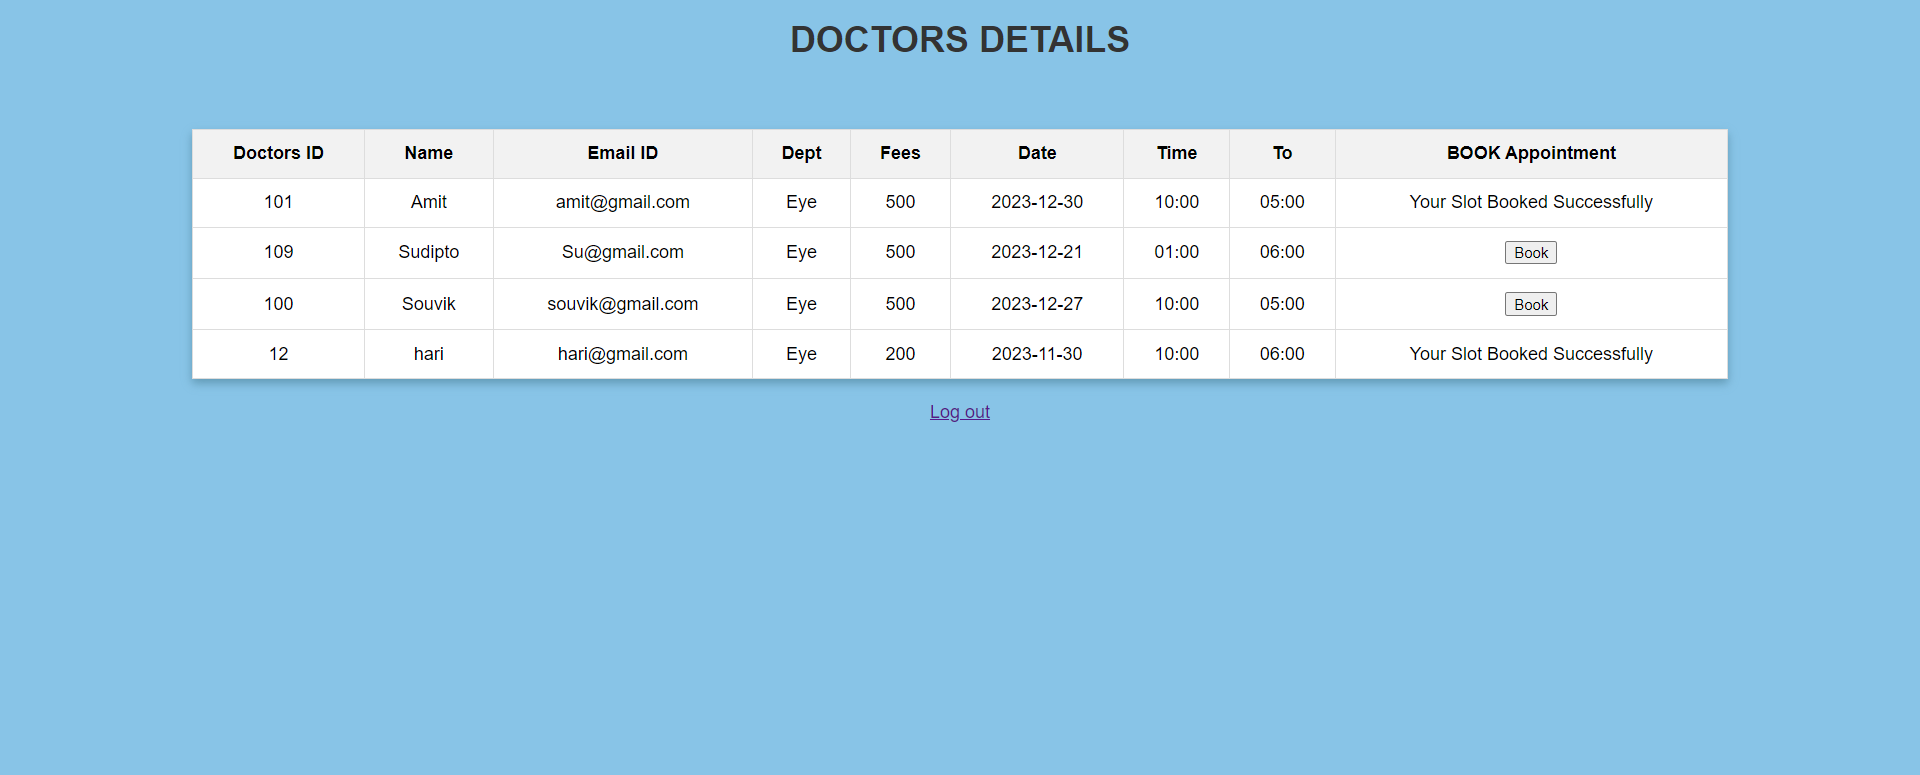 DOCTORS DETAILS
Doctors ID Name Email ID Dept Fees Date Time To BOOK Appointment
101 Amit amit@gmail.com Eye 500 2023-12-30 10:00 05:00 Your Slot Booked Successfully
109 Sudipto Su@gmail.com Eye 500 2023-12-21 01:00 06:00 Book
100 Souvik souvik@gmail.com Eye 500 2023-12-27 10:00 05:00 Book
12 hari hari@gmail.com Eye 200 2023-11-30 10:00 06:00 Your Slot Booked Successfully
Log out